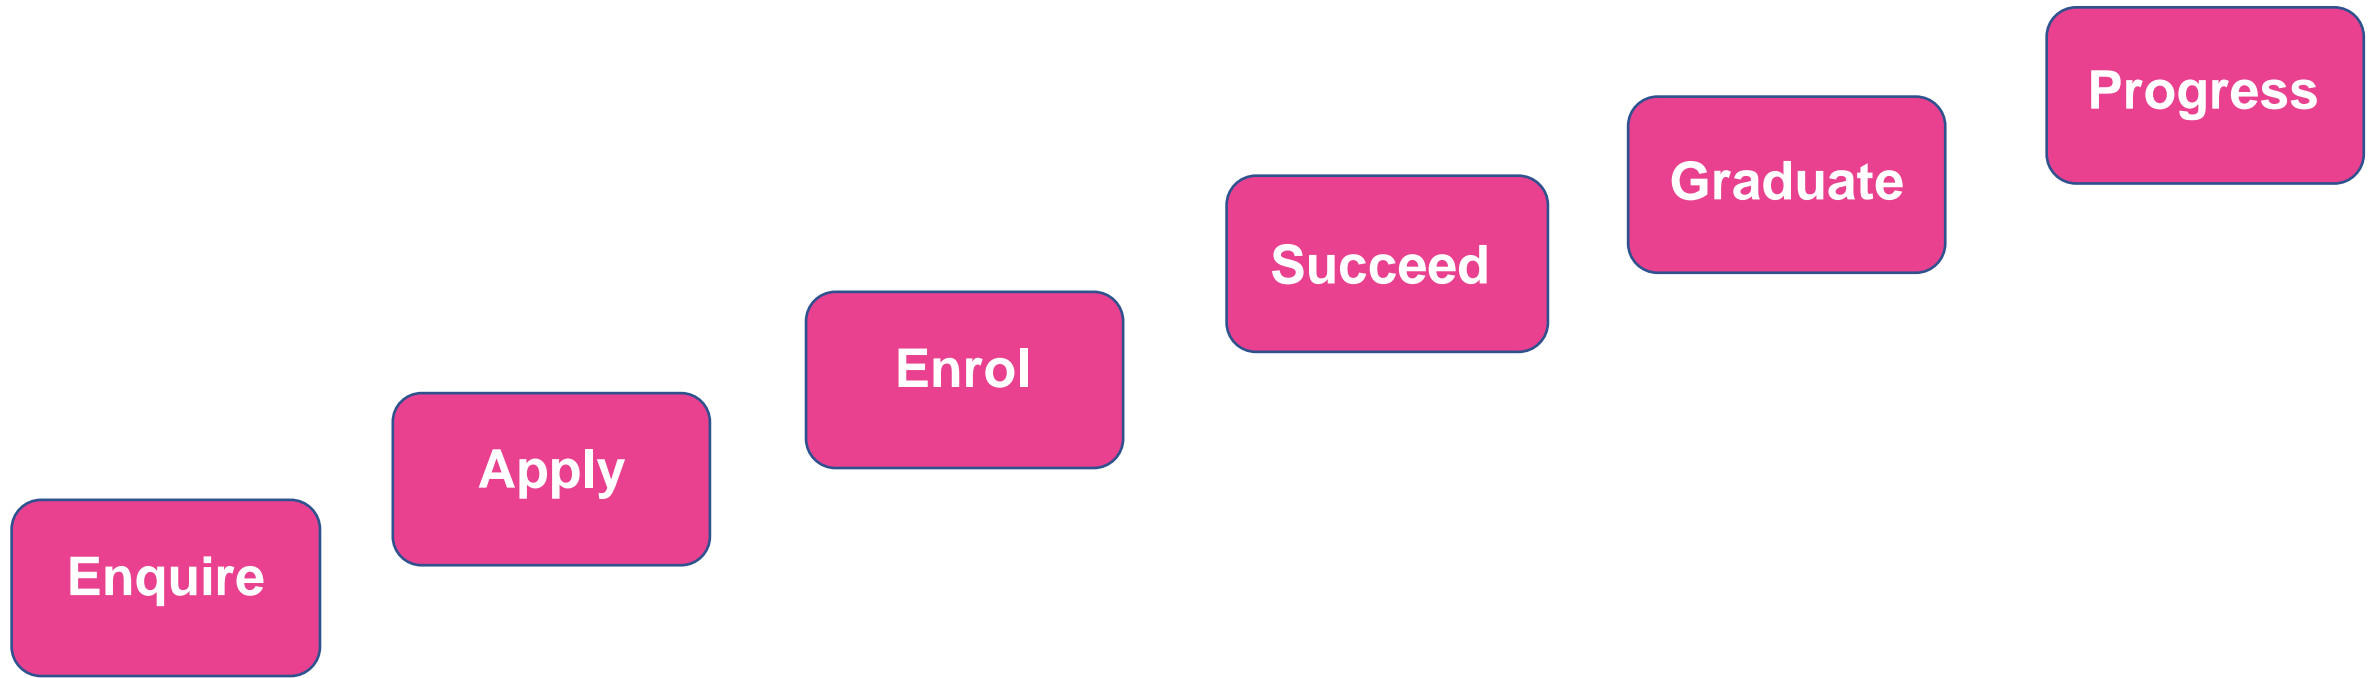 Enquire
Apply
Enrol
Succeed
Graduate
Progress